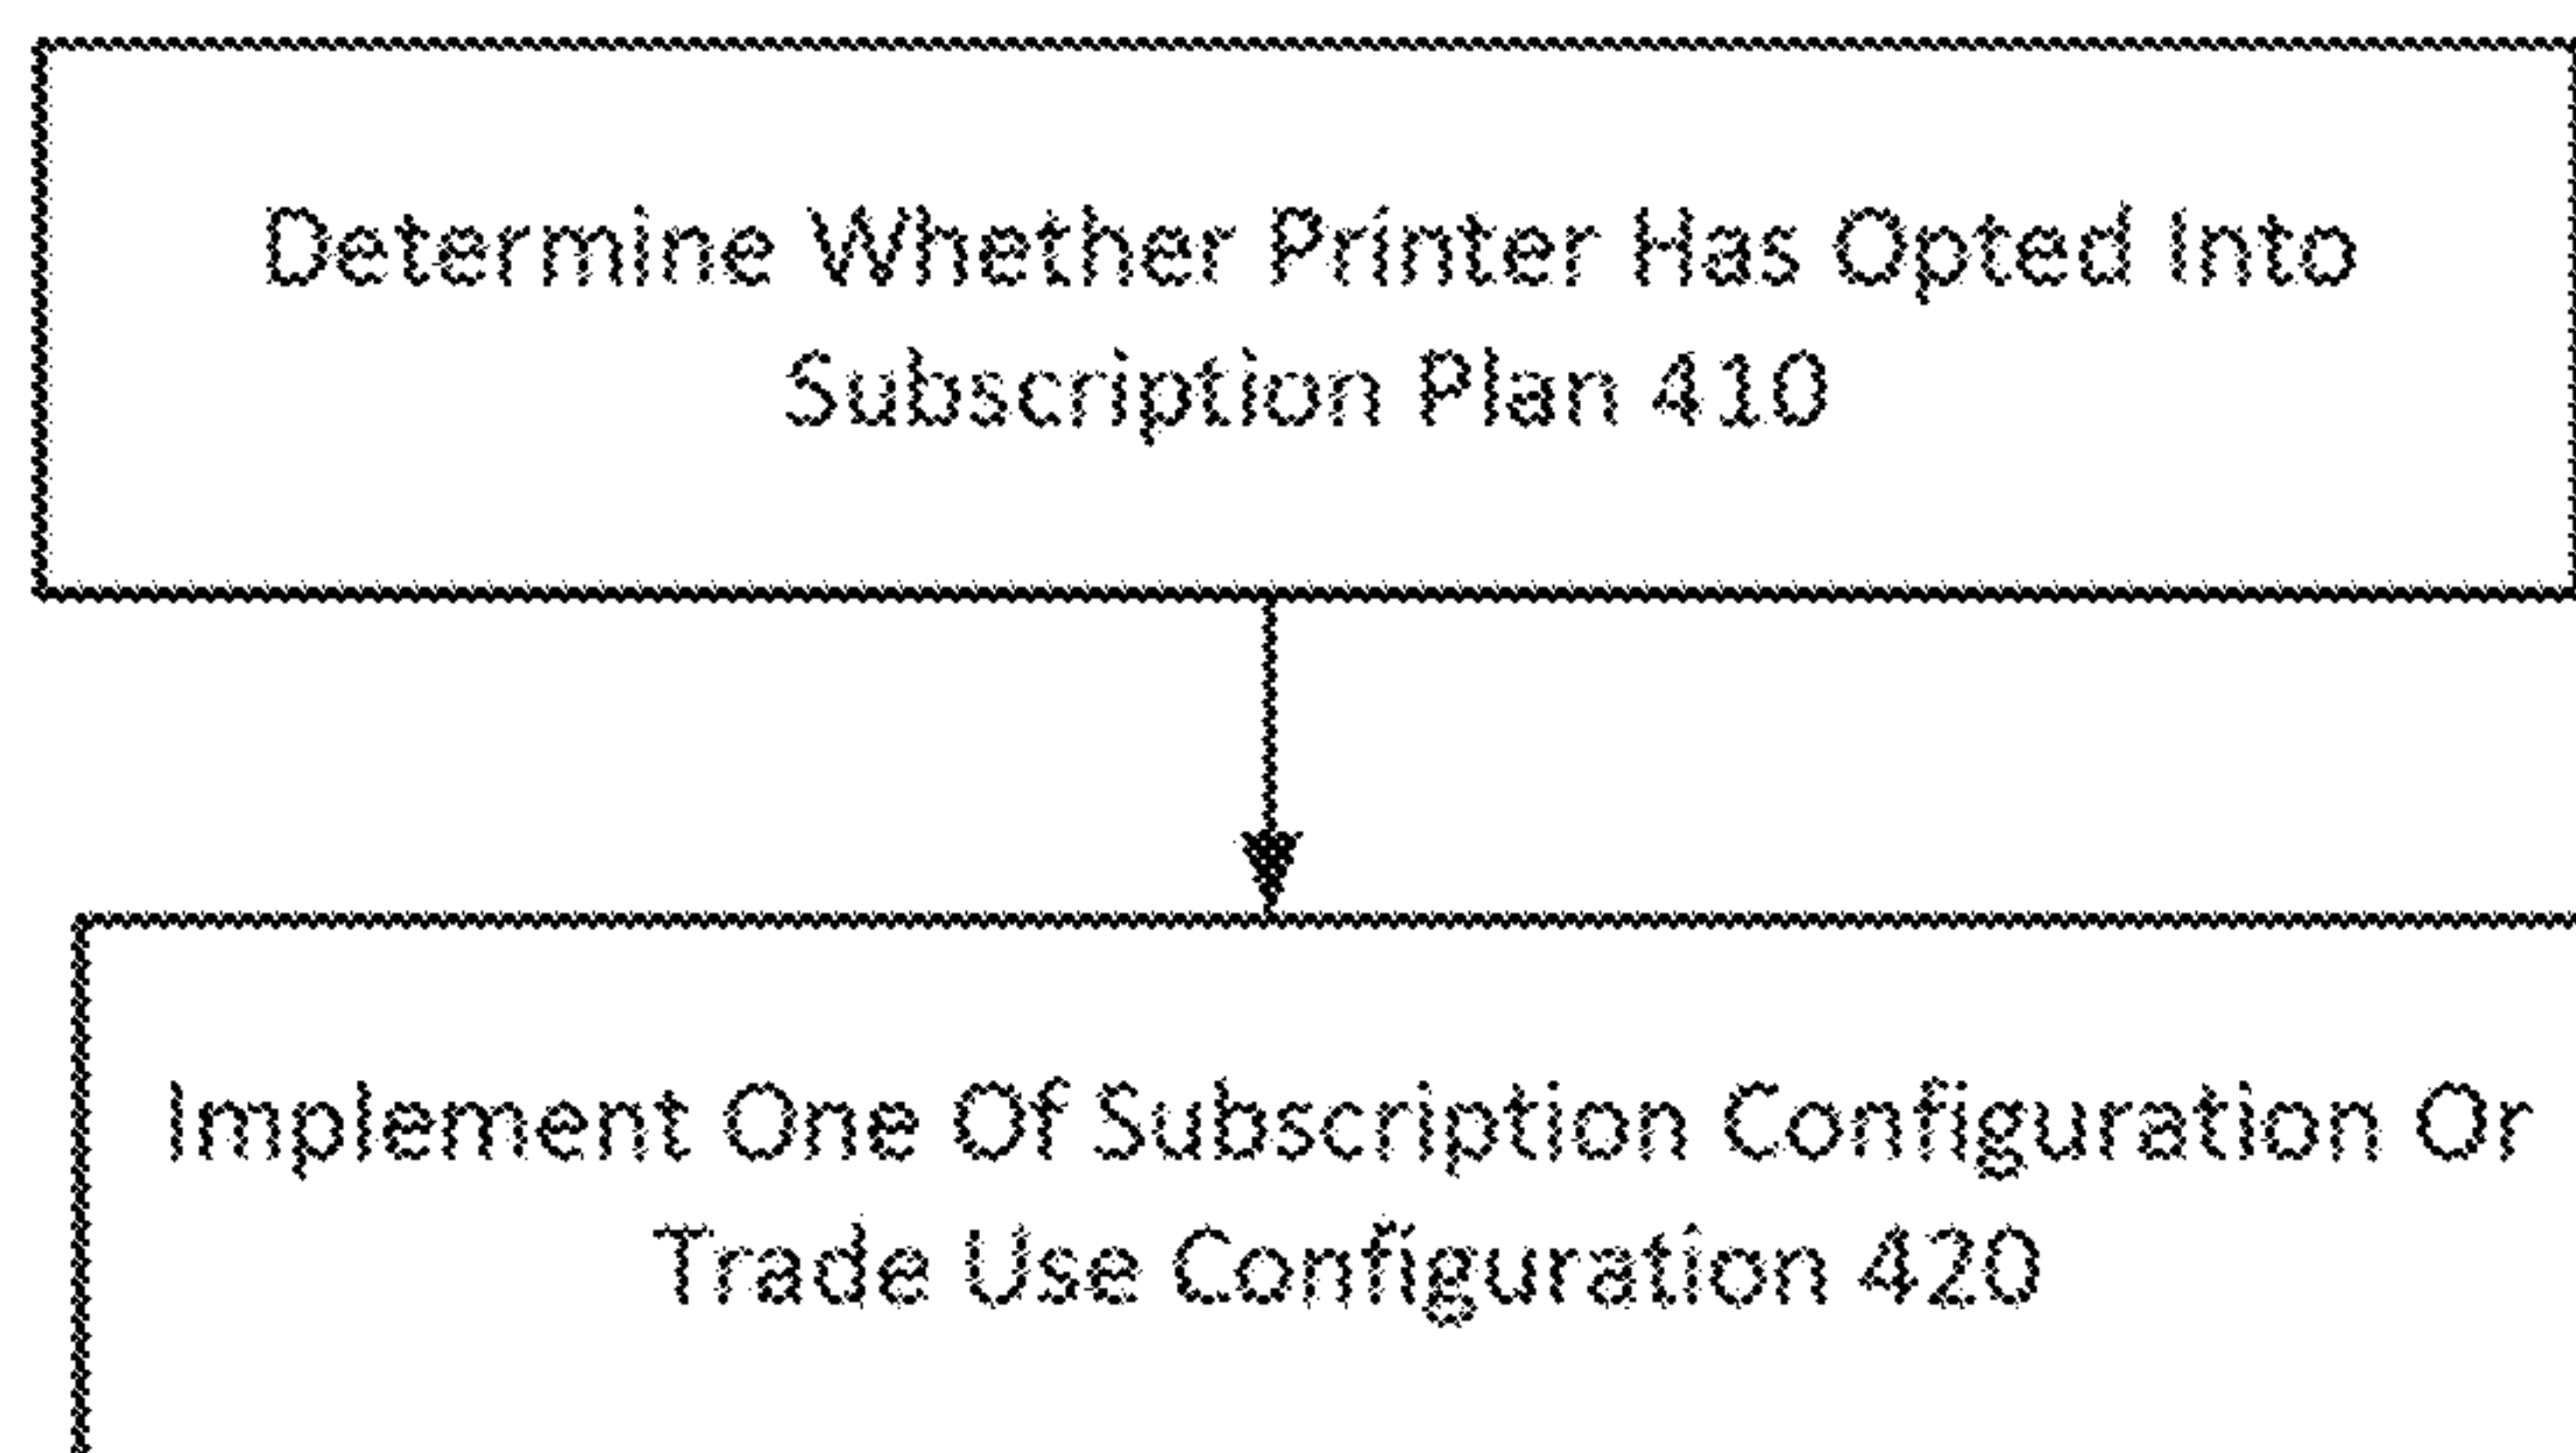 Determine Whether Printer Has Opted Into
Subscription Plan 410
Implement One Of Subscription Configuration Or
Trade Use Configuration 420